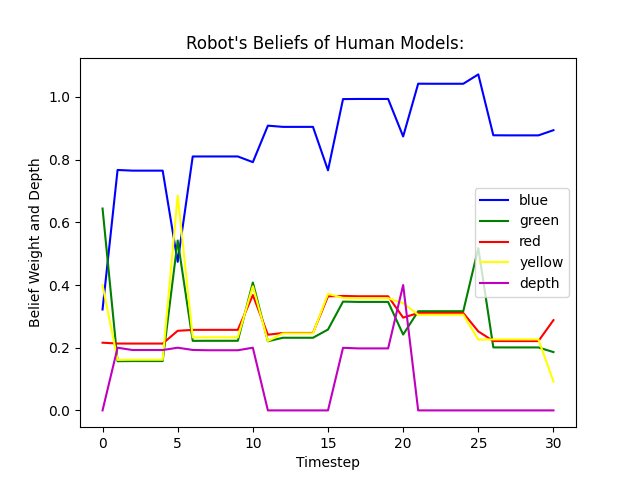 Robot's Beliefs of Human Models:
Belief Weight and Depth
1.0
0.8
0.6
0.4
0.2
0.0
blue
green
red
yellow
depth
0 5 10 15 20 25 30
Timestep